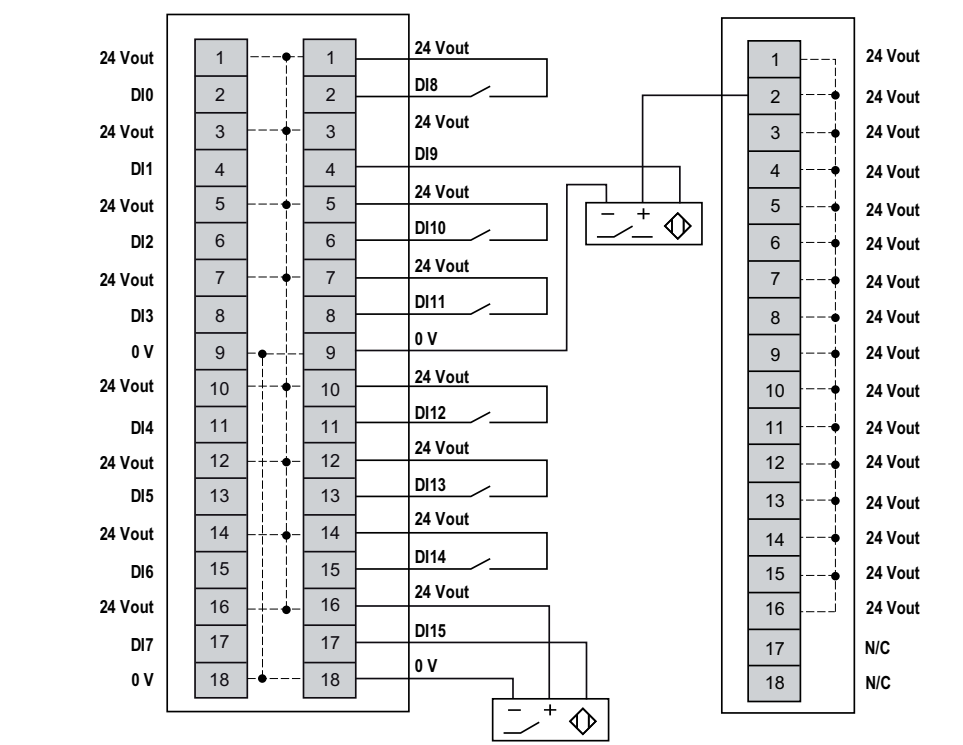 24 Vout 1 1 24 Vout 1 24 Vout
DI0 2 2 DI8 2 24 Vout
24 Vout 3 3 24 Vout 3 24 Vout
DI1 4 4 DI9 4 24 Vout
24 Vout 5 5 24 Vout 5 24 Vout
− +
DI2 6 6 DI10 6 24 Vout
24 Vout 7 7 24 Vout 7 24 Vout
DI3 8 8 DI11 8 24 Vout
0 V 9 9 0 V 9 24 Vout
24 Vout 10 10 24 Vout 10 24 Vout
DI4 11 11 DI12 11 24 Vout
24 Vout 12 12 24 Vout 12 24 Vout
DI5 13 13 DI13 13 24 Vout
24 Vout 14 14 24 Vout 14 24 Vout
DI6 15 15 DI14 15 24 Vout
24 Vout 16 16 24 Vout 16 24 Vout
DI7 17 17 DI15 17 N/C
0 V 18 18 0 V 18 N/C
− +